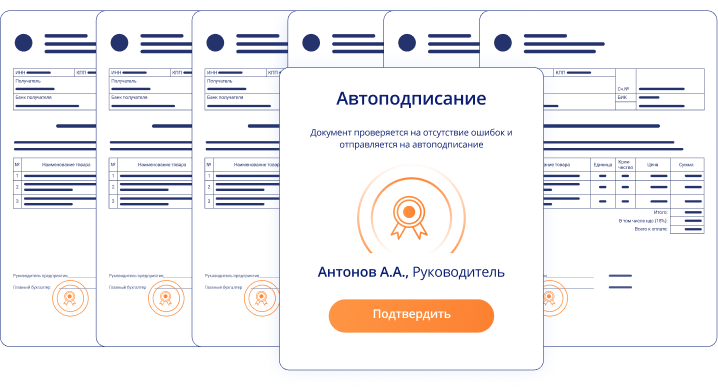 ИНН КПП
Получатель
Банк получателя
№ Наименование товара
1
2
3
Руководитель предприятия
Главный бухгалтер
ИНН КПП
Получатель
Банк получателя
№ Наименование товара
1
2
3
Руководитель предприятия
Главный бухгалтер
ИНН КПП
Получатель
Банк получателя
№ Наименование товара
1
2
3
Руководитель предприятия
Главный бухгалтер
Автоподписание
Документ проверяется на отсутствие ошибок и
отправляется на автоподписание
Антонов А.А., Руководитель
Подтвердить
КПП
Сч.№
БИК
товара Единица Коли-
чество Цена Сумма
Итого:
В том числе ндс (18%):
Всего к оплате: